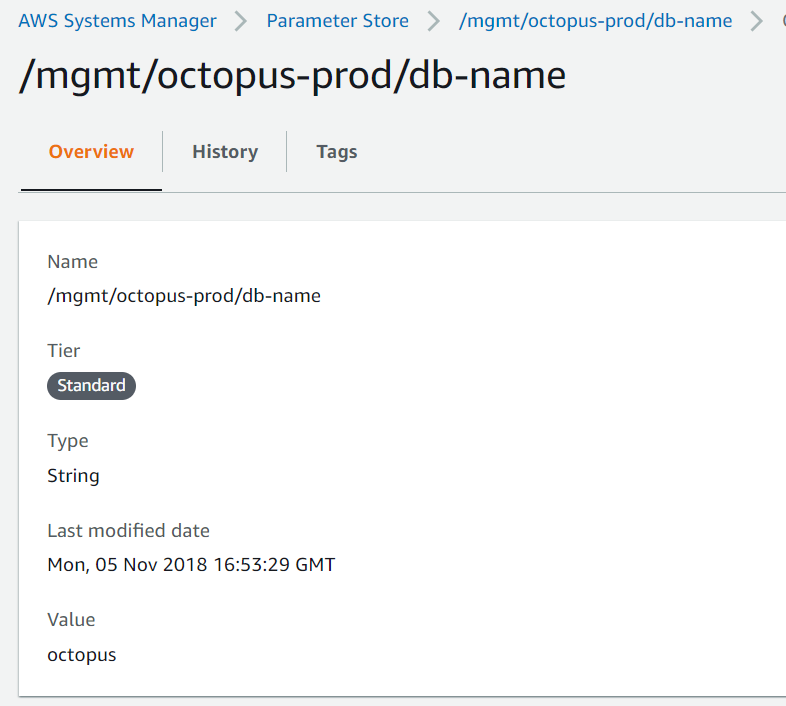 AWS Systems Manager > Parameter Store > /mgmt/octopus-prod/db-name >
/mgmt/octopus-prod/db-name
Overview History Tags
Name
/mgmt/octopus-prod/db-name
Tier
Standard
Type
String
Last modified date
Mon, 05 Nov 2018 16:53:29 GMT
Value
octopus